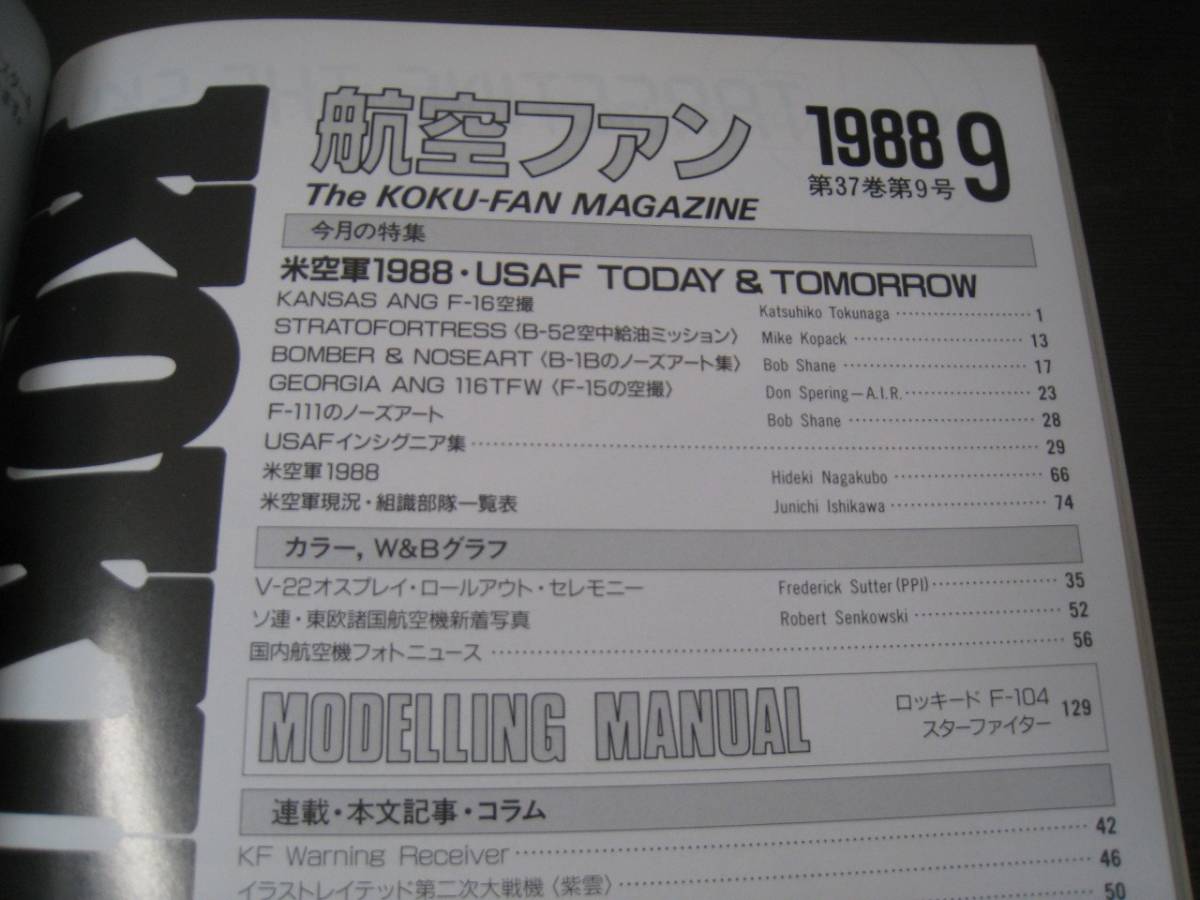 スターキ
ます。
KOKU
航空ファン
The KOKU-FAN MAGAZINE
1988 9
第37巻第9号
今月の特集
米空軍1988・USAF TODAY & TOMORROW
KANSAS ANG F-16空撮 Katsuhiko Tokunaga 1
STRATOFORTRESS〈B-52空中給油ミッション〉 Mike Kopack 13
BOMBER & NOSEART〈B-1Bのノーズアート集〉 Bob Shane 17
GEORGIA ANG 116TFW〈F-15の空撮〉 Don Spering—A.I.R. 23
F-111のノーズアート Bob Shane 28
USAFインシグニア集 29
米空軍1988 Hideki Nagakubo 66
米空軍現況・組織部隊一覧表 Junichi Ishikawa 74
カラー, W&Bグラフ
V-22オスプレイ・ロールアウト・セレモニー Frederick Sutter(PPI) 35
ソ連・東欧諸国航空機新着写真 Robert Senkowski 52
国内航空機フォトニュース 56
MODELLING MANUAL
ロッキード F-104
スターファイター 129
連載・本文記事・コラム
KF Warning Receiver 42
イラストレイテッド第二次大戦機〈紫雲〉 46
50